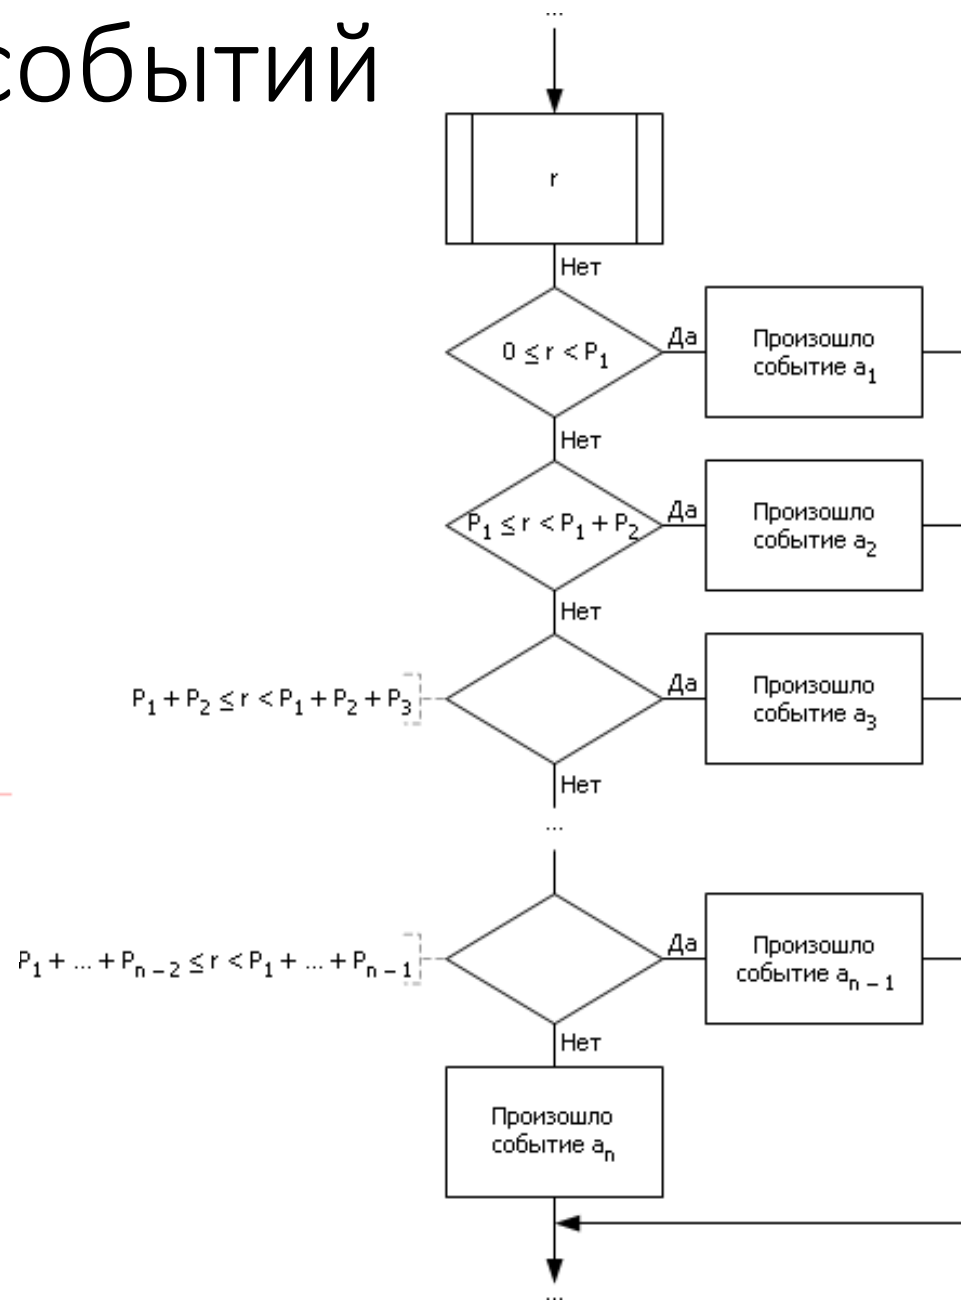 событий
...
r
Нет
0 ≤ r < P₁
Да
Произошло
событие a₁
Нет
P₁ ≤ r < P₁ + P₂
Да
Произошло
событие a₂
Нет
P₁ + P₂ ≤ r < P₁ + P₂ + P₃
Да
Произошло
событие a₃
Нет
...
P₁ + ... + Pₙ₋₂ ≤ r < P₁ + ... + Pₙ₋₁
Да
Произошло
событие aₙ₋₁
Нет
Произошло
событие aₙ
...